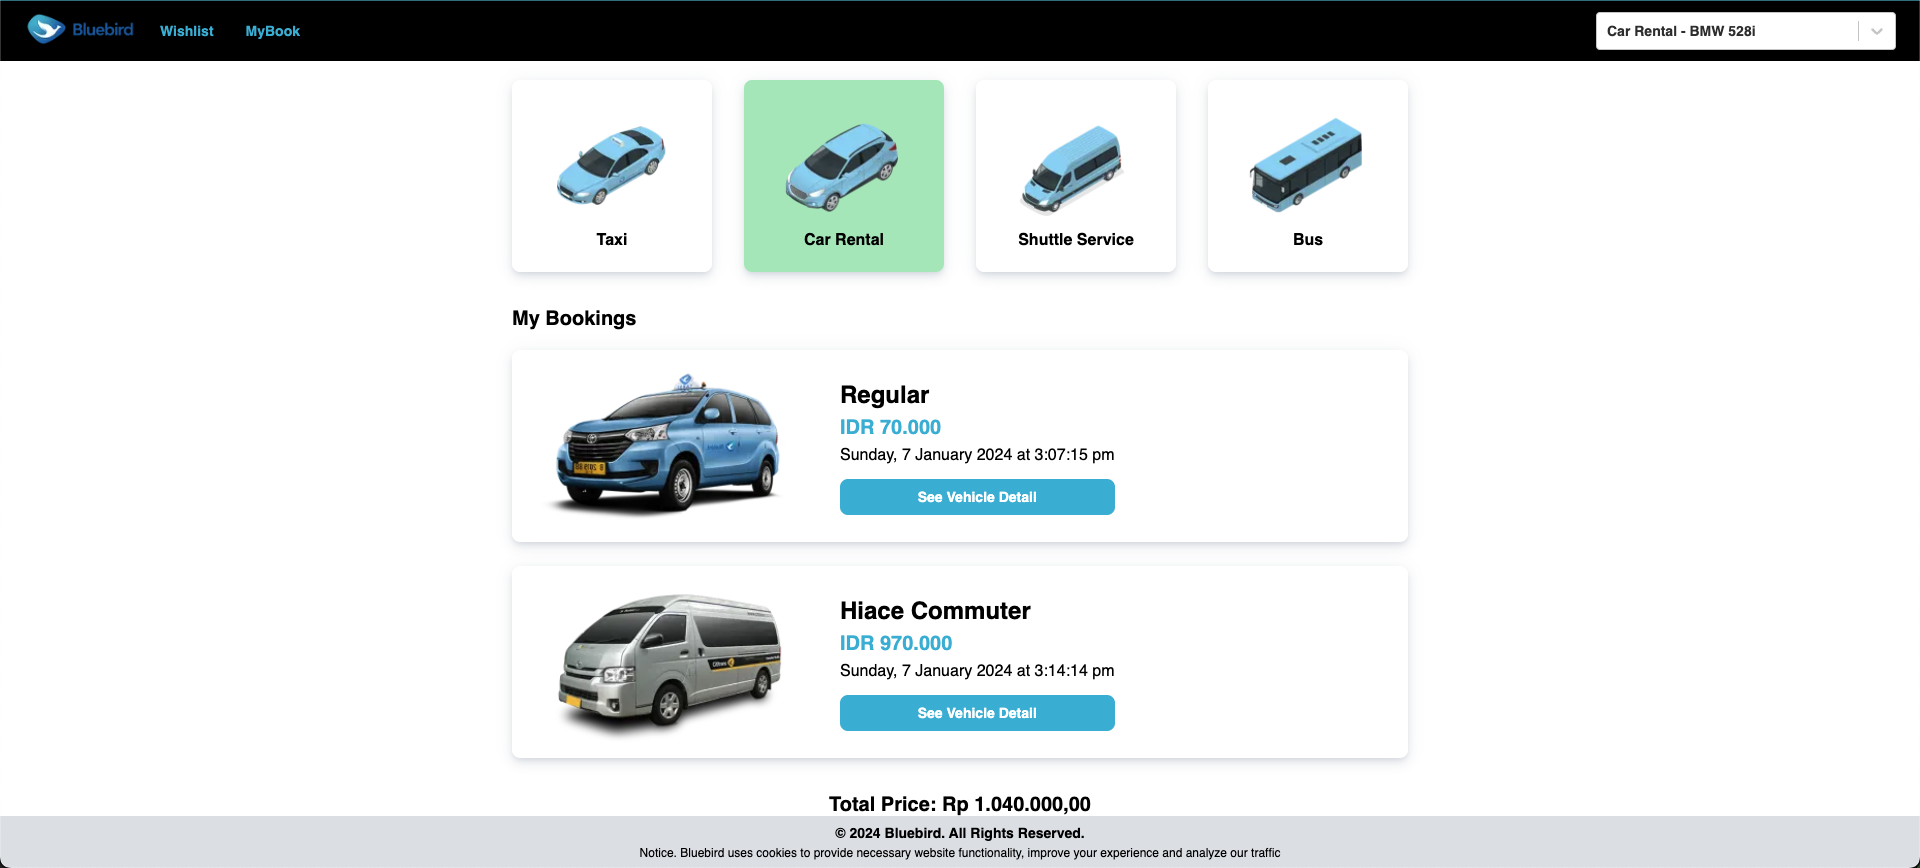 Bluebird
Wishlist
MyBook
Car Rental - BMW 528i
Taxi
Car Rental
Shuttle Service
Bus
My Bookings
Regular
IDR 70.000
Sunday, 7 January 2024 at 3:07:15 pm
See Vehicle Detail
Hiace Commuter
IDR 970.000
Sunday, 7 January 2024 at 3:14:14 pm
See Vehicle Detail
Total Price: Rp 1.040.000,00
© 2024 Bluebird. All Rights Reserved.
Notice. Bluebird uses cookies to provide necessary website functionality, improve your experience and analyze our traffic